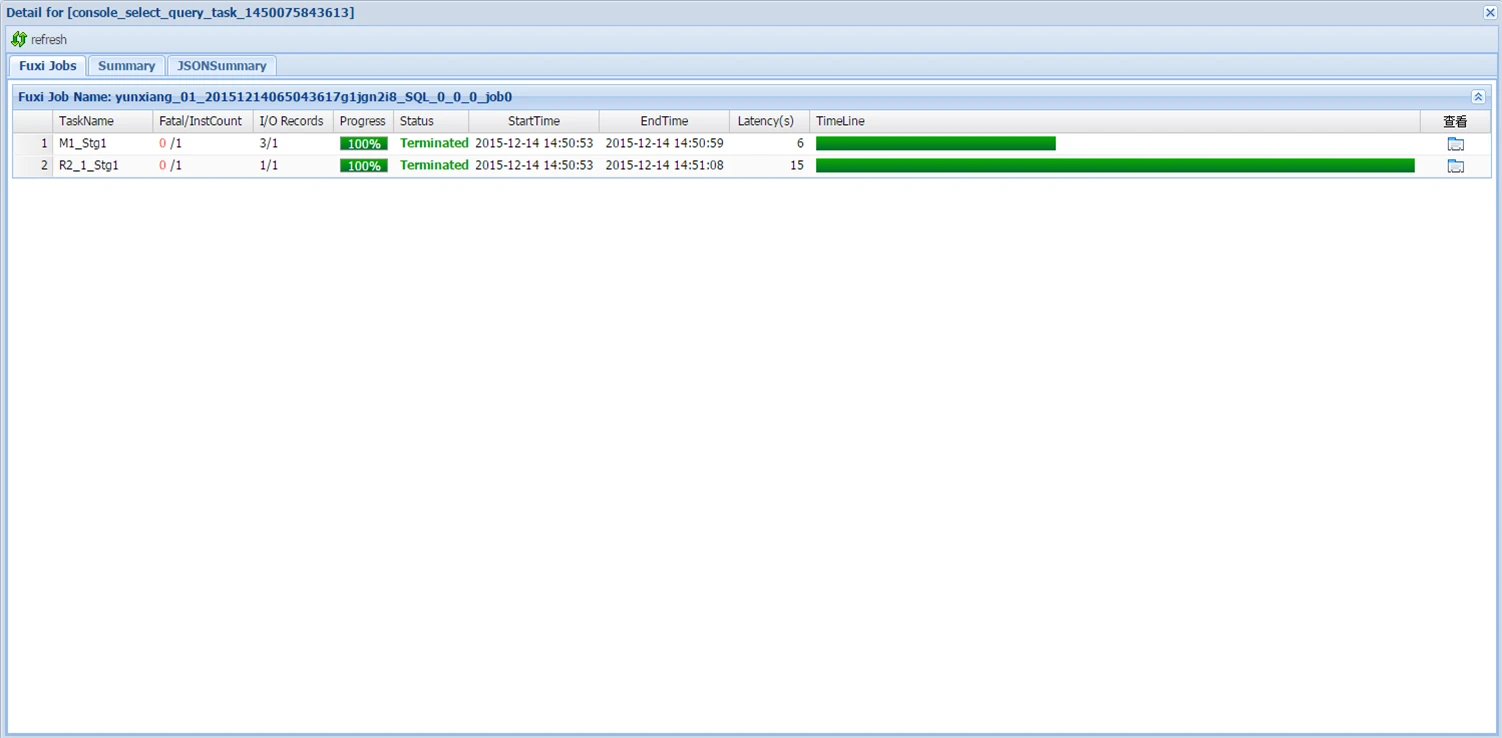 Detail for [console_select_query_task_1450075843613]
refresh
Fuxi Jobs Summary JSONSummary
Fuxi Job Name: yunxiang_01_20151214065043617g1jgn2i8_SQL_0_0_0_job0
TaskName Fatal/InstCount I/O Records Progress Status StartTime EndTime Latency(s) TimeLine 查看
1 M1_Stg1 0 /1 3/1 100% Terminated 2015-12-14 14:50:53 2015-12-14 14:50:59 6
2 R2_1_Stg1 0 /1 1/1 100% Terminated 2015-12-14 14:50:53 2015-12-14 14:51:08 15